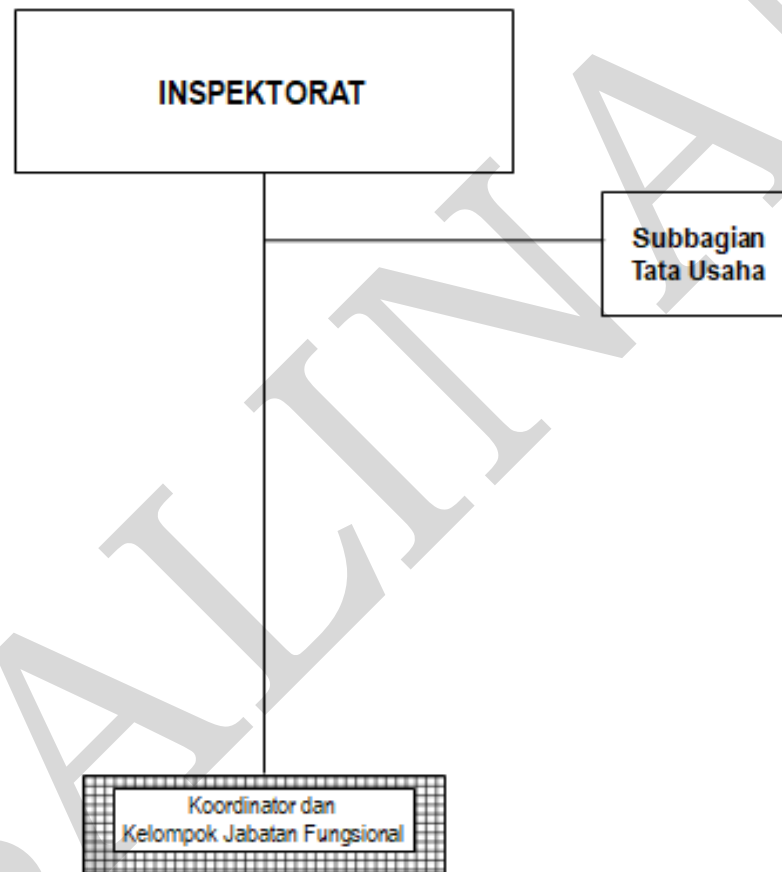 INSPEKTORAT
Subbagian
Tata Usaha
Koordinator dan
Kelompok Jabatan Fungsional
SALINAN